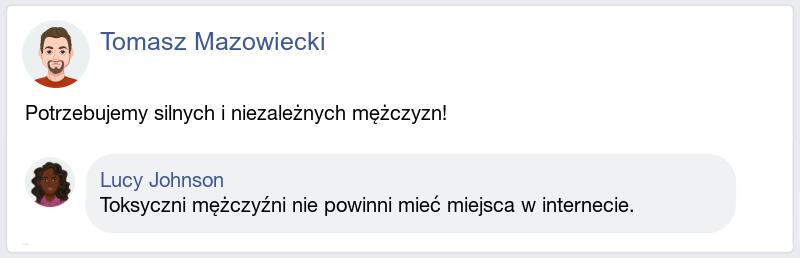 Tomasz Mazowiecki
Potrzebujemy silnych i niezależnych mężczyzn!
Lucy Johnson
Toksyczni mężczyźni nie powinni mieć miejsca w internecie.